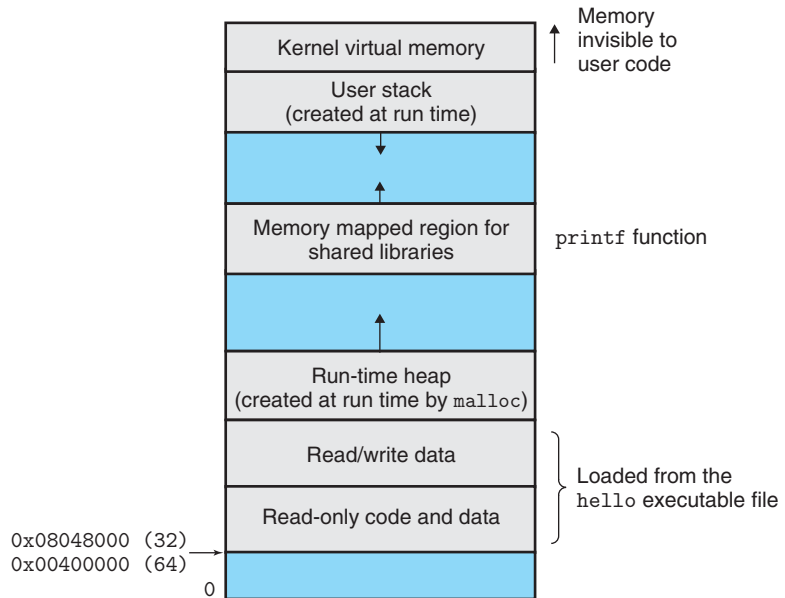 Memory
invisible to
user code
Kernel virtual memory
User stack
(created at run time)
Memory mapped region for
shared libraries
printf function
Run-time heap
(created at run time by malloc)
Read/write data
Loaded from the
hello executable file
Read-only code and data
0x08048000 (32)
0x00400000 (64)
0